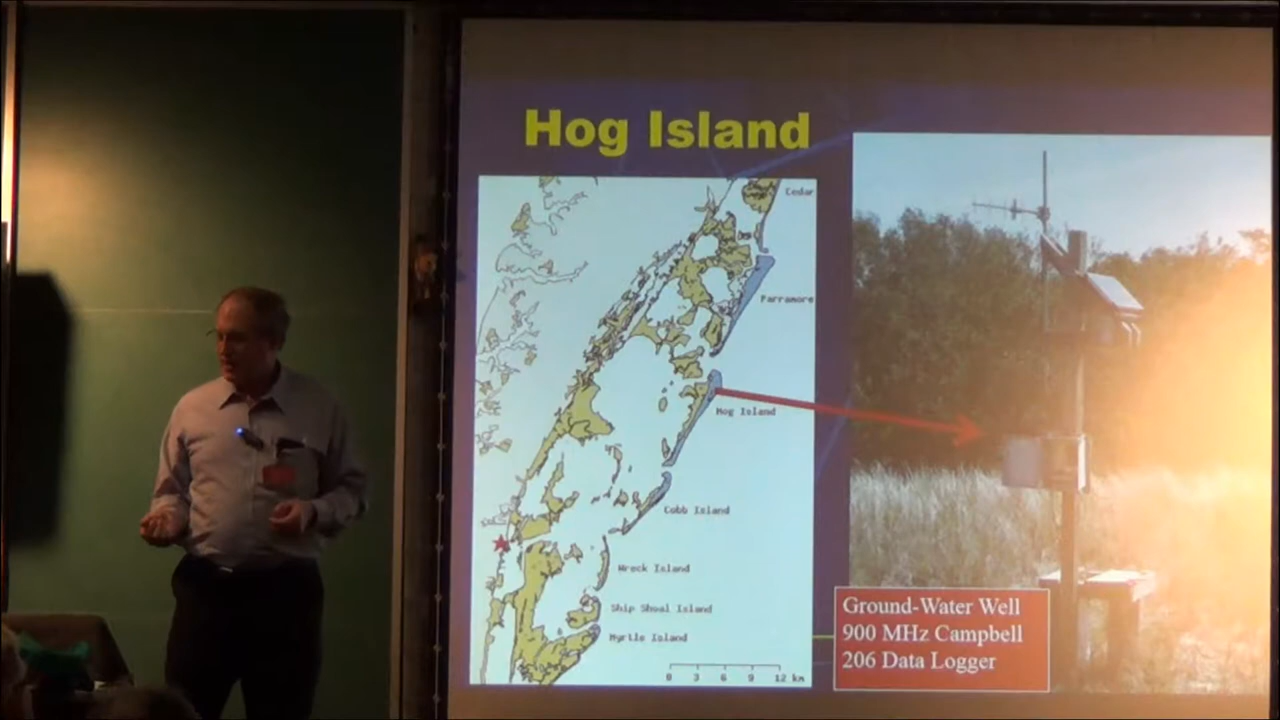 Hog Island
Cedar
Parramore
Hog Island
Cobb Island
Wreck Island
Ship Shoal Island
Myrtle Island
0 3 6 9 12 km
Ground-Water Well
900 MHz Campbell
206 Data Logger